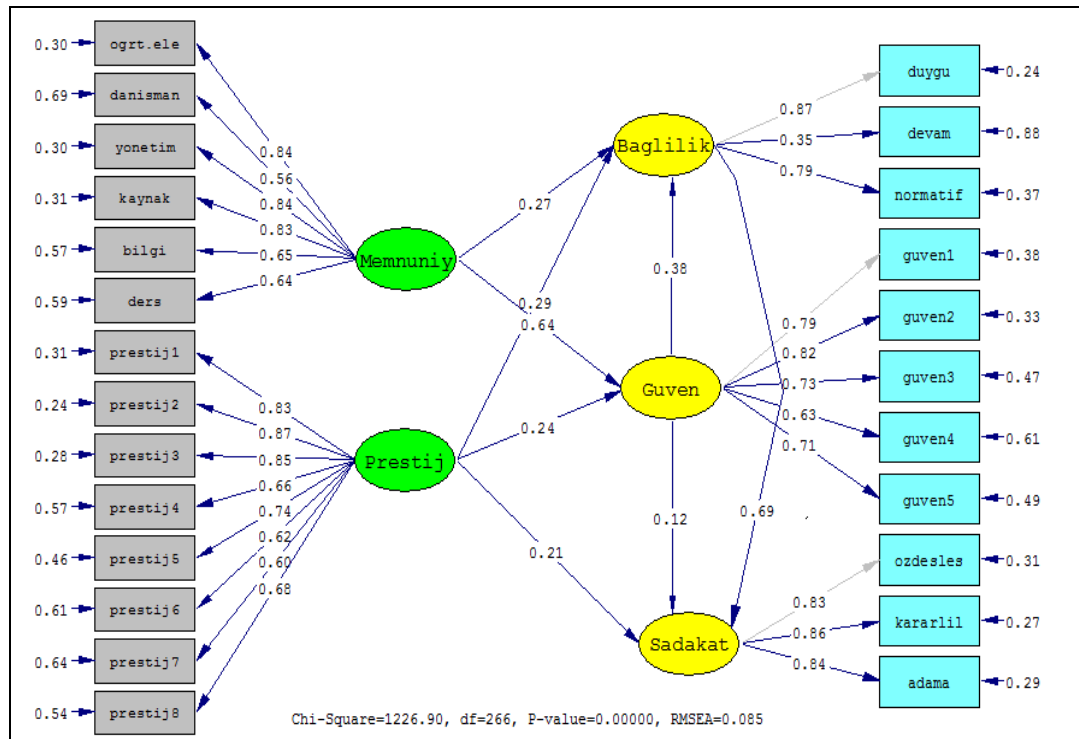 0.30 ogrt.ele
0.69 danisman
0.30 yonetim
0.31 kaynak
0.57 bilgi
0.59 ders
0.31 prestij1
0.24 prestij2
0.28 prestij3
0.57 prestij4
0.46 prestij5
0.61 prestij6
0.64 prestij7
0.54 prestij8
0.84
0.56
0.84
0.83
0.65
0.64
0.83
0.87
0.85
0.66
0.74
0.62
0.60
0.68
Memnuniy
Prestij
0.27
0.29
0.64
0.24
0.21
Baglilik
0.38
Guven
0.12
0.69
Sadakat
0.87
0.35
0.79
0.79
0.82
0.73
0.63
0.71
0.83
0.86
0.84
duygu 0.24
devam 0.88
normatif 0.37
guven1 0.38
guven2 0.33
guven3 0.47
guven4 0.61
guven5 0.49
ozdesles 0.31
kararlil 0.27
adama 0.29
Chi-Square=1226.90, df=266, P-value=0.00000, RMSEA=0.085